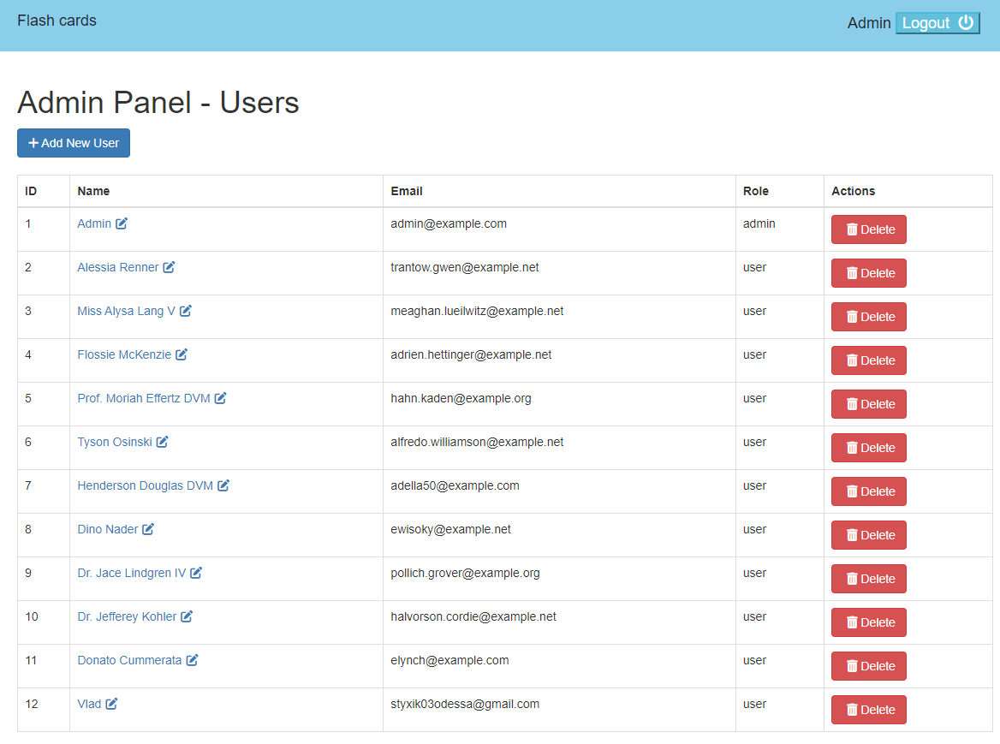 Flash cards
Admin Logout
Admin Panel - Users
Add New User
ID Name Email Role Actions
1 Admin admin@example.com admin Delete
2 Alessia Renner trantow.gwen@example.net user Delete
3 Miss Alysa Lang V meaghan.lueilwitz@example.net user Delete
4 Flossie McKenzie adrien.hettinger@example.net user Delete
5 Prof. Moriah Effertz DVM hahn.kaden@example.org user Delete
6 Tyson Osinski alfredo.williamson@example.net user Delete
7 Henderson Douglas DVM adella50@example.com user Delete
8 Dino Nader ewisoky@example.net user Delete
9 Dr. Jace Lindgren IV pollich.grover@example.org user Delete
10 Dr. Jefferey Kohler halvorson.cordie@example.net user Delete
11 Donato Cummerata elynch@example.com user Delete
12 Vlad styxik03odessa@gmail.com user Delete